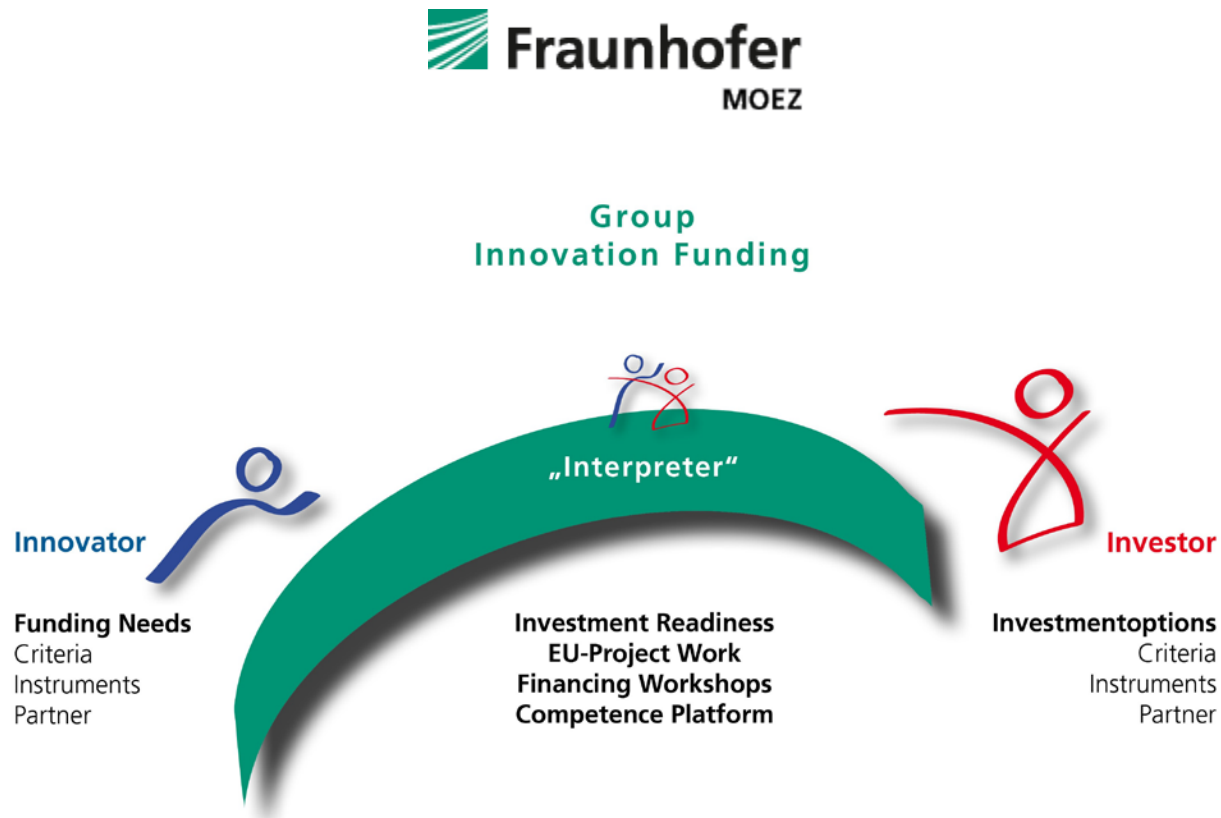 Fraunhofer
MOEZ
Group
Innovation Funding
„Interpreter“
Innovator
Funding Needs
Criteria
Instruments
Partner
Investment Readiness
EU-Project Work
Financing Workshops
Competence Platform
Investor
Investmentoptions
Criteria
Instruments
Partner